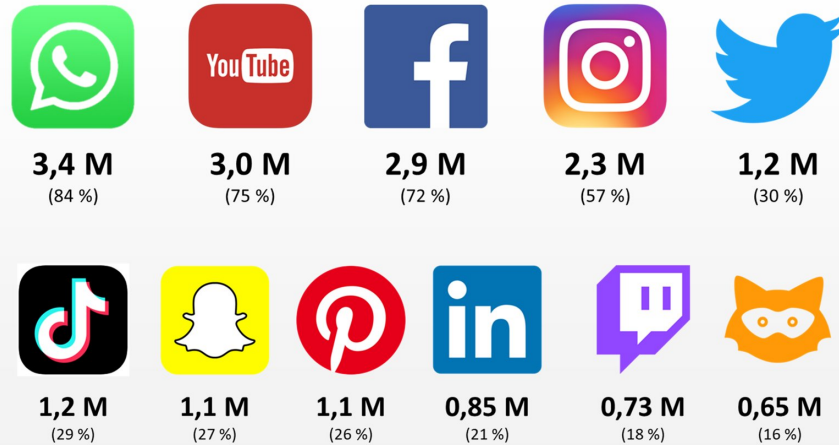 YouTube
f
3,4 M 3,0 M 2,9 M 2,3 M 1,2 M
(84 %) (75 %) (72 %) (57 %) (30 %)
in
1,2 M 1,1 M 1,1 M 0,85 M 0,73 M 0,65 M
(29 %) (27 %) (26 %) (21 %) (18 %) (16 %)